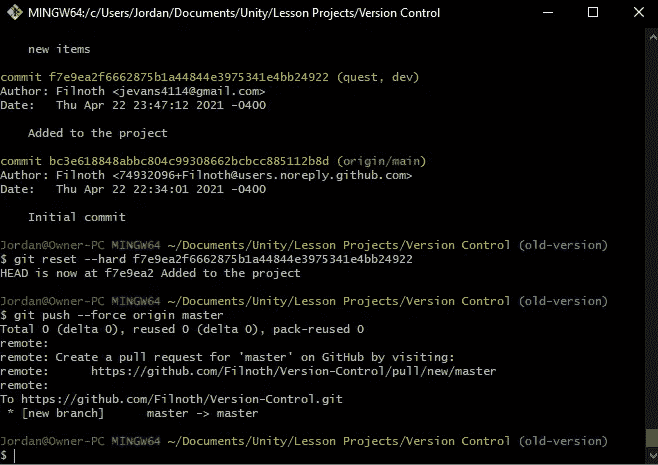 MINGW64:/c/Users/Jordan/Documents/Unity/Lesson Projects/Version Control
new items
commit f7e9ea2f6662875b1a44844e3975341e4bb24922 (quest, dev)
Author: Filnoth <jevans4114@gmail.com>
Date:   Thu Apr 22 23:47:12 2021 -0400
Added to the project
commit bc3e618848abbc804c99308662bcbcc885112b8d (origin/main)
Author: Filnoth <74932096+Filnoth@users.noreply.github.com>
Date:   Thu Apr 22 22:34:01 2021 -0400
Initial commit
Jordan@Owner-PC MINGW64 ~/Documents/Unity/Lesson Projects/Version Control (old-version)
$ git reset --hard f7e9ea2f6662875b1a44844e3975341e4bb24922
HEAD is now at f7e9ea2 Added to the project
Jordan@Owner-PC MINGW64 ~/Documents/Unity/Lesson Projects/Version Control (old-version)
$ git push --force origin master
Total 0 (delta 0), reused 0 (delta 0), pack-reused 0
remote:
remote: Create a pull request for 'master' on GitHub by visiting:
remote:      https://github.com/Filnoth/Version-Control/pull/new/master
remote:
To https://github.com/Filnoth/Version-Control.git
 * [new branch]      master -> master
Jordan@Owner-PC MINGW64 ~/Documents/Unity/Lesson Projects/Version Control (old-version)
$